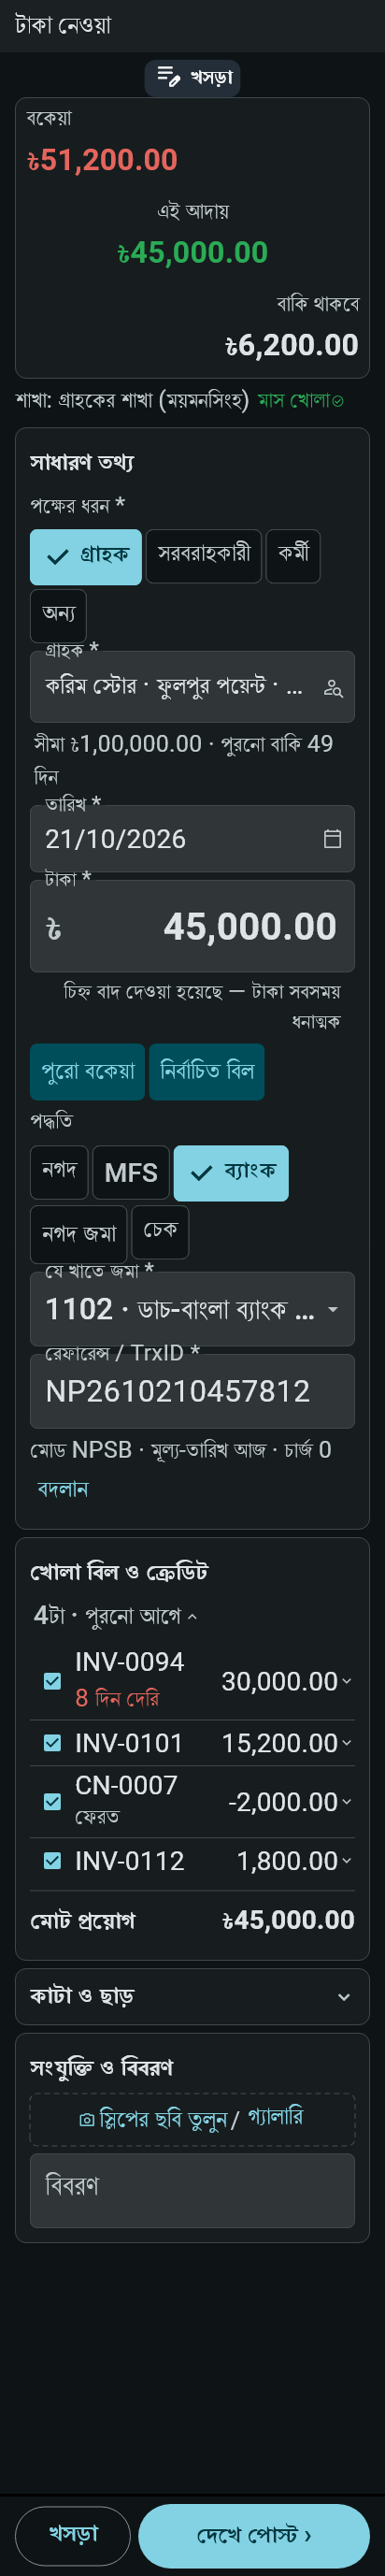 টাকা নেওয়া
খসড়া
বকেয়া
৳51,200.00
এই আদায়
৳45,000.00
বাকি থাকবে
৳6,200.00
শাখা: গ্রাহকের শাখা (ময়মনসিংহ) মাস খোলা
সাধারণ তথ্য
পক্ষের ধরন *
গ্রাহক সরবরাহকারী কর্মী
অন্য
গ্রাহক *
করিম স্টোর · ফুলপুর পয়েন্ট · ...
সীমা ৳1,00,000.00 · পুরনো বাকি 49
দিন
তারিখ *
21/10/2026
টাকা *
৳ 45,000.00
চিহ্ন বাদ দেওয়া হয়েছে — টাকা সবসময়
ধনাত্মক
পুরো বকেয়া নির্বাচিত বিল
পদ্ধতি
নগদ MFS ব্যাংক
নগদ জমা চেক
যে খাতে জমা *
1102 · ডাচ-বাংলা ব্যাংক ...
রেফারেন্স / TrxID *
NP2610210457812
মোড NPSB · মূল্য-তারিখ আজ · চার্জ 0
বদলান
খোলা বিল ও ক্রেডিট
4টা · পুরনো আগে
INV-0094 30,000.00
8 দিন দেরি
INV-0101 15,200.00
CN-0007 -2,000.00
ফেরত
INV-0112 1,800.00
মোট প্রয়োগ ৳45,000.00
কাটা ও ছাড়
সংযুক্তি ও বিবরণ
স্লিপের ছবি তুলুন / গ্যালারি
বিবরণ
খসড়া দেখে পোস্ট ›